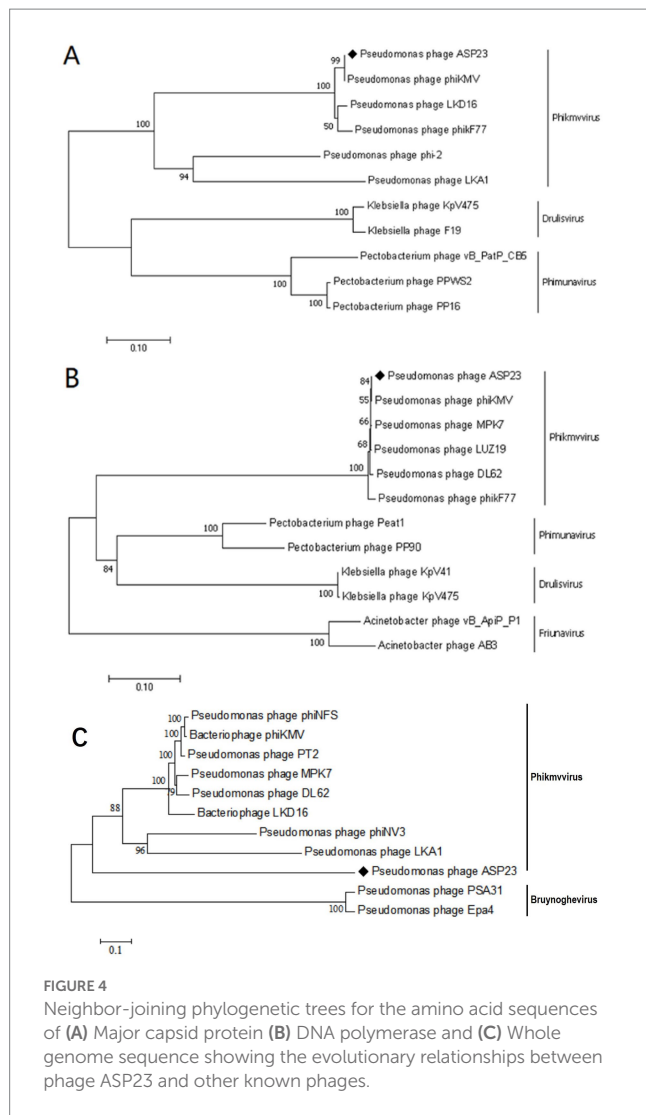 A
99
Pseudomonas phage ASP23
Pseudomonas phage phiKMV
100
Pseudomonas phage LKD16
100
50
Pseudomonas phage phikF77
Phikmvvirus
Pseudomonas phage phi-2
94
Pseudomonas phage LKA1
Klebsiella phage KpV475
100
Klebsiella phage F19
Drulisvirus
Pectobacterium phage vB_PatP_CB5
Pectobacterium phage PPWS2
100
100
Pectobacterium phage PP16
Phimunavirus
0.10
B
84
Pseudomonas phage ASP23
55
Pseudomonas phage phiKMV
66
Pseudomonas phage MPK7
68
Pseudomonas phage LUZ19
100
Pseudomonas phage DL62
Pseudomonas phage phikF77
Phikmvvirus
Pectobacterium phage Peat1
100
Pectobacterium phage PP90
Phimunavirus
84
Klebsiella phage KpV41
100
Klebsiella phage KpV475
Drulisvirus
Acinetobacter phage vB_ApiP_P1
100
Acinetobacter phage AB3
Friunavirus
0.10
C
100
Pseudomonas phage phiNFS
100
Bacteriophage phiKMV
100
Pseudomonas phage PT2
100
Pseudomonas phage MPK7
79
Pseudomonas phage DL62
88
Bacteriophage LKD16
Pseudomonas phage phiNV3
96
Pseudomonas phage LKA1
Pseudomonas phage ASP23
Phikmvvirus
Pseudomonas phage PSA31
100
Pseudomonas phage Epa4
Bruynoghevirus
0.1
FIGURE 4
Neighbor-joining phylogenetic trees for the amino acid sequences
of (A) Major capsid protein (B) DNA polymerase and (C) Whole
genome sequence showing the evolutionary relationships between
phage ASP23 and other known phages.